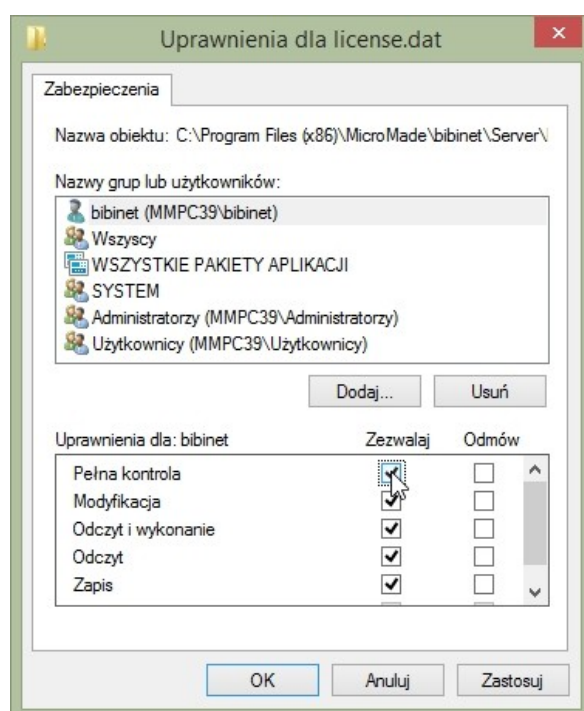 Uprawnienia dla license.dat
Zabezpieczenia
Nazwa obiektu: C:\Program Files (x86)\MicroMade\bibinet\Server\
Nazwy grup lub użytkowników:
bibinet (MMPC39\bibinet)
Wszyscy
WSZYSTKIE PAKIETY APLIKACJI
SYSTEM
Administratorzy (MMPC39\Administratorzy)
Użytkownicy (MMPC39\Użytkownicy)
Dodaj... Usuń
Uprawnienia dla: bibinet Zezwalaj Odmów
Pełna kontrola
Modyfikacja
Odczyt i wykonanie
Odczyt
Zapis
OK Anuluj Zastosuj